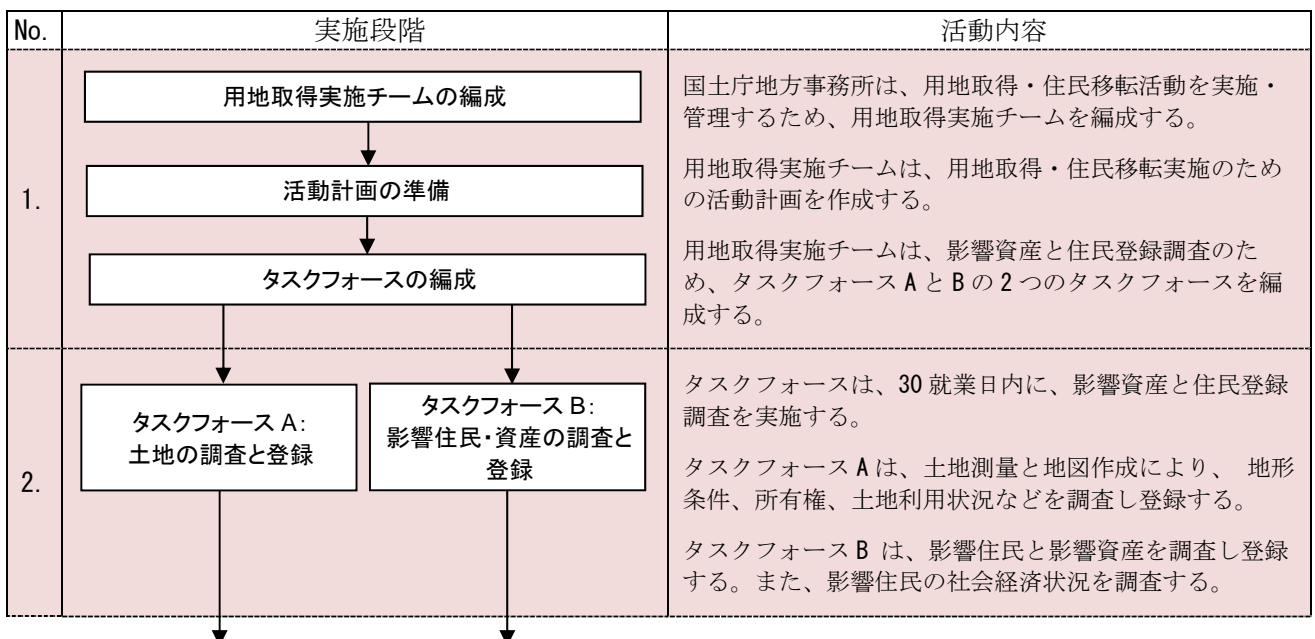 No.
実施段階
活動内容
1.
用地取得実施チームの編成
活動計画の準備
タスクフォースの編成
国土庁地方事務所は、用地取得・住民移転活動を実施・
管理するため、用地取得実施チームを編成する。
用地取得実施チームは、用地取得・住民移転実施のため
の活動計画を作成する。
用地取得実施チームは、影響資産と住民登録調査のた
め、タスクフォース A と B の 2 つのタスクフォースを編
成する。
2.
タスクフォース A:
土地の調査と登録
タスクフォース B:
影響住民・資産の調査と
登録
タスクフォースは、30 就業日内に、影響資産と住民登録
調査を実施する。
タスクフォース A は、土地測量と地図作成により、 地形
条件、所有権、土地利用状況などを調査し登録する。
タスクフォース B は、影響住民と影響資産を調査し登録
する。また、影響住民の社会経済状況を調査する。